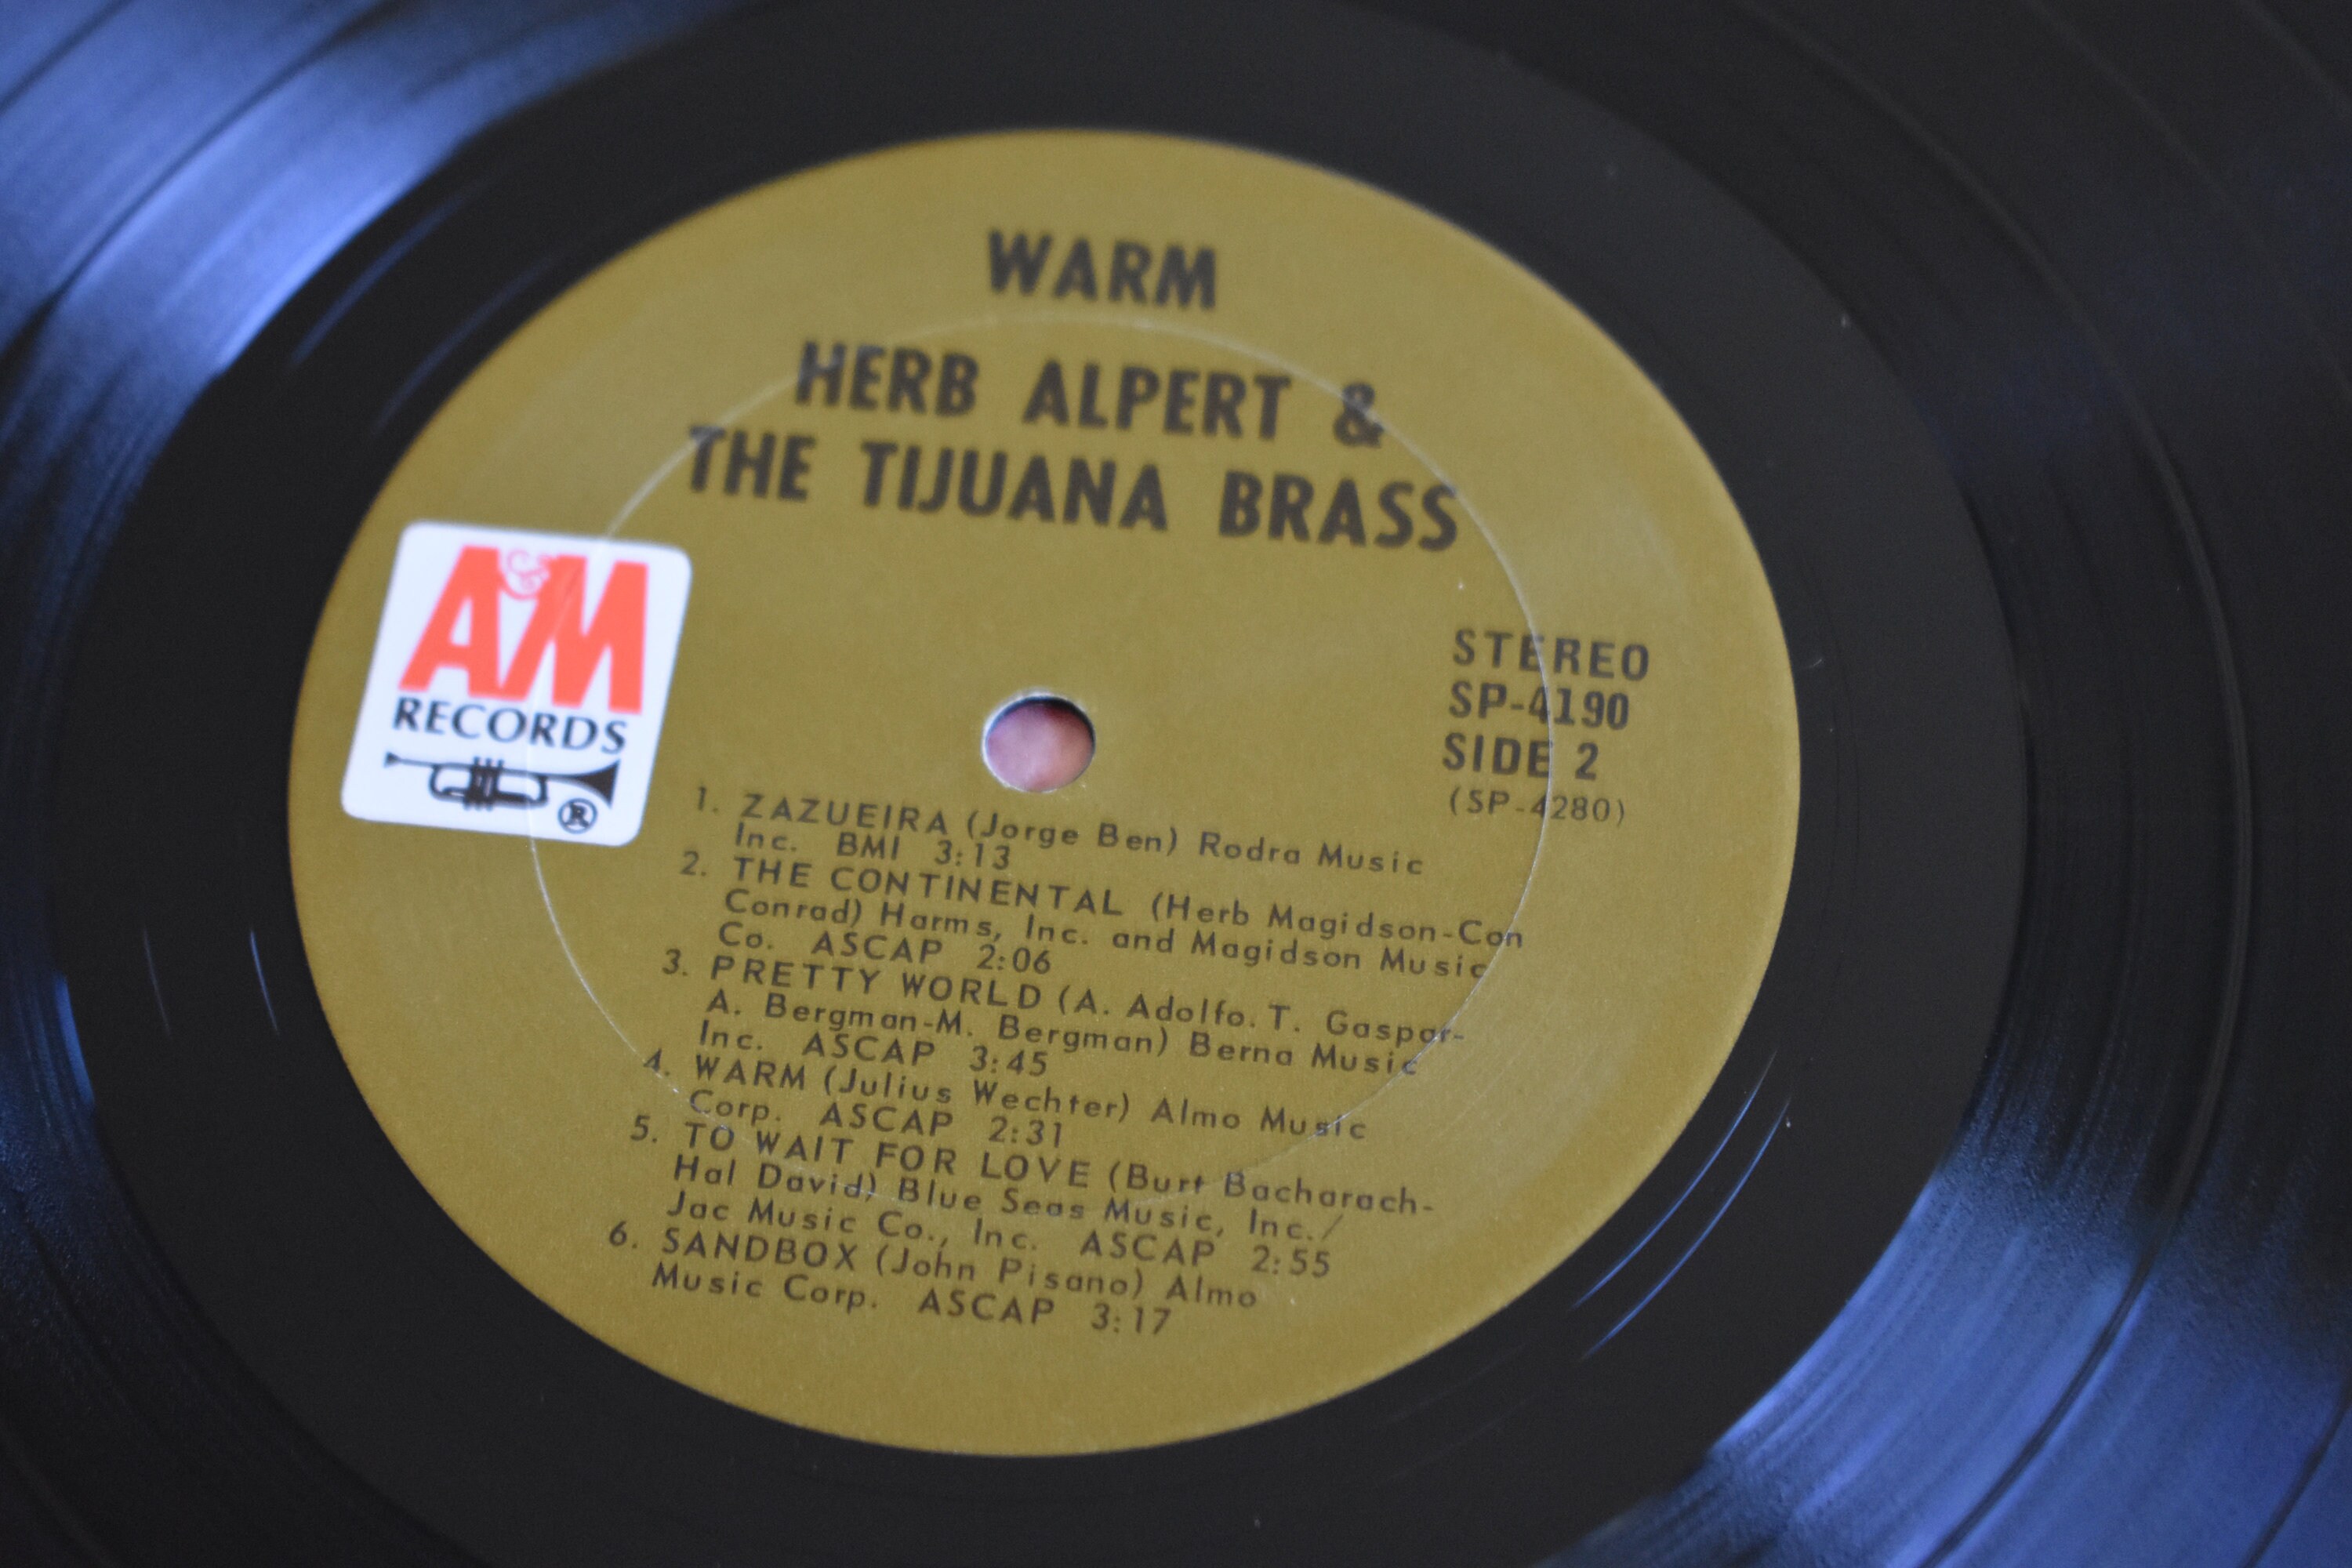 WARM
HERB ALPERT &
THE TIJUANA BRASS
A&M
RECORDS
®
STEREO
SP-4190
SIDE 2
(SP-4280)
1. ZAZUEIRA (Jorge Ben) Rodra Music
Inc. BMI 3:13
2. THE CONTINENTAL (Herb Magidson-Con
Conrad) Harms, Inc. and Magidson Music
Co. ASCAP 2:06
3. PRETTY WORLD (A. Adolfo. T. Gaspar-
A. Bergman-M. Bergman) Berna Music
Inc. ASCAP 3:45
4. WARM (Julius Wechter) Almo Music
Corp. ASCAP 2:31
5. TO WAIT FOR LOVE (Burt Bacharach-
Hal David) Blue Seas Music, Inc./
Jac Music Co., Inc. ASCAP 2:55
6. SANDBOX (John Pisano) Almo
Music Corp. ASCAP 3:17